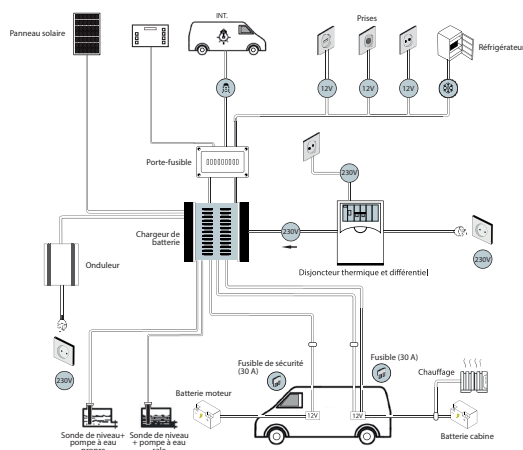 INT.
Prises
Panneau solaire
Réfrigérateur
12V
12V
12V
Porte-fusible
230V
Chargeur de
batterie
230V
Onduleur
Disjoncteur thermique et différentiel
230V
230V
Fusible de sécurité
(30 A)
Fusible (30 A)
Chauffage
Batterie moteur
12V
12V
Batterie cabine
Sonde de niveau+
pompe à eau
propre
Sonde de niveau
+ pompe à eau
sale